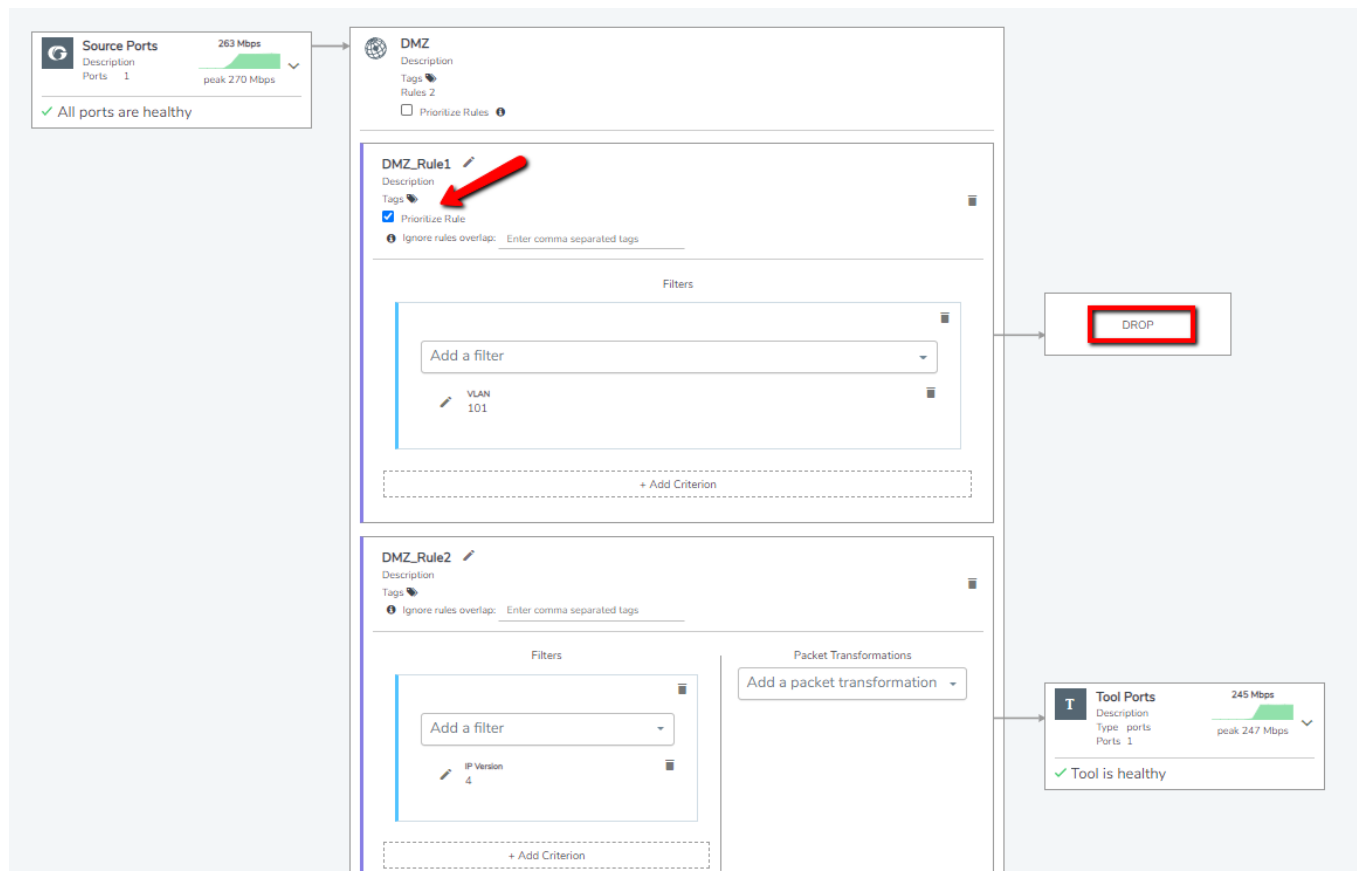 G
Source Ports
263 Mbps
Description
Ports 1
peak 270 Mbps
All ports are healthy
DMZ
Description
Tags
Rules 2
Prioritize Rules
DMZ_Rule1
Description
Tags
Prioritize Rule
Ignore rules overlap: Enter comma separated tags
Filters
Add a filter
VLAN
101
+ Add Criterion
DROP
DMZ_Rule2
Description
Tags
Ignore rules overlap: Enter comma separated tags
Filters
Add a filter
IP Version
4
+ Add Criterion
Packet Transformations
Add a packet transformation
T
Tool Ports
245 Mbps
Description
Type ports
Ports 1
peak 247 Mbps
Tool is healthy